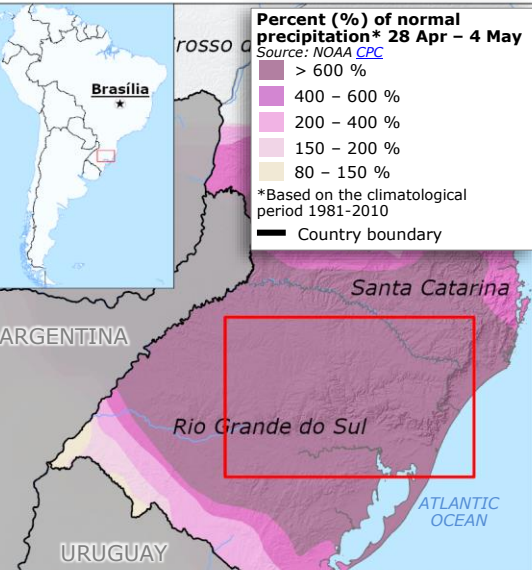 Percent (%) of normal
precipitation* 28 Apr – 4 May
Source: NOAA CPC
> 600 %
400 – 600 %
200 – 400 %
150 – 200 %
80 – 150 %
*Based on the climatological
period 1981-2010
Country boundary
Brasília
rosso d
Santa Catarina
ARGENTINA
Rio Grande do Sul
ATLANTIC
OCEAN
URUGUAY